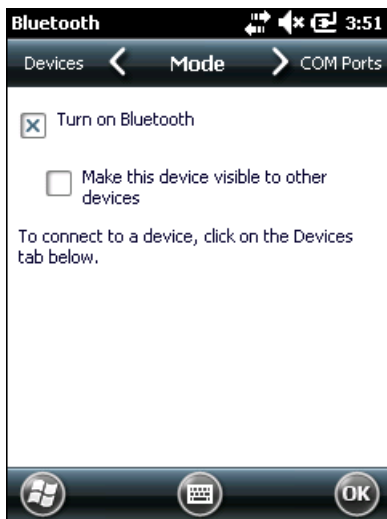 Bluetooth 3:51
Devices Mode COM Ports
Turn on Bluetooth
Make this device visible to other
devices
To connect to a device, click on the Devices
tab below.
OK